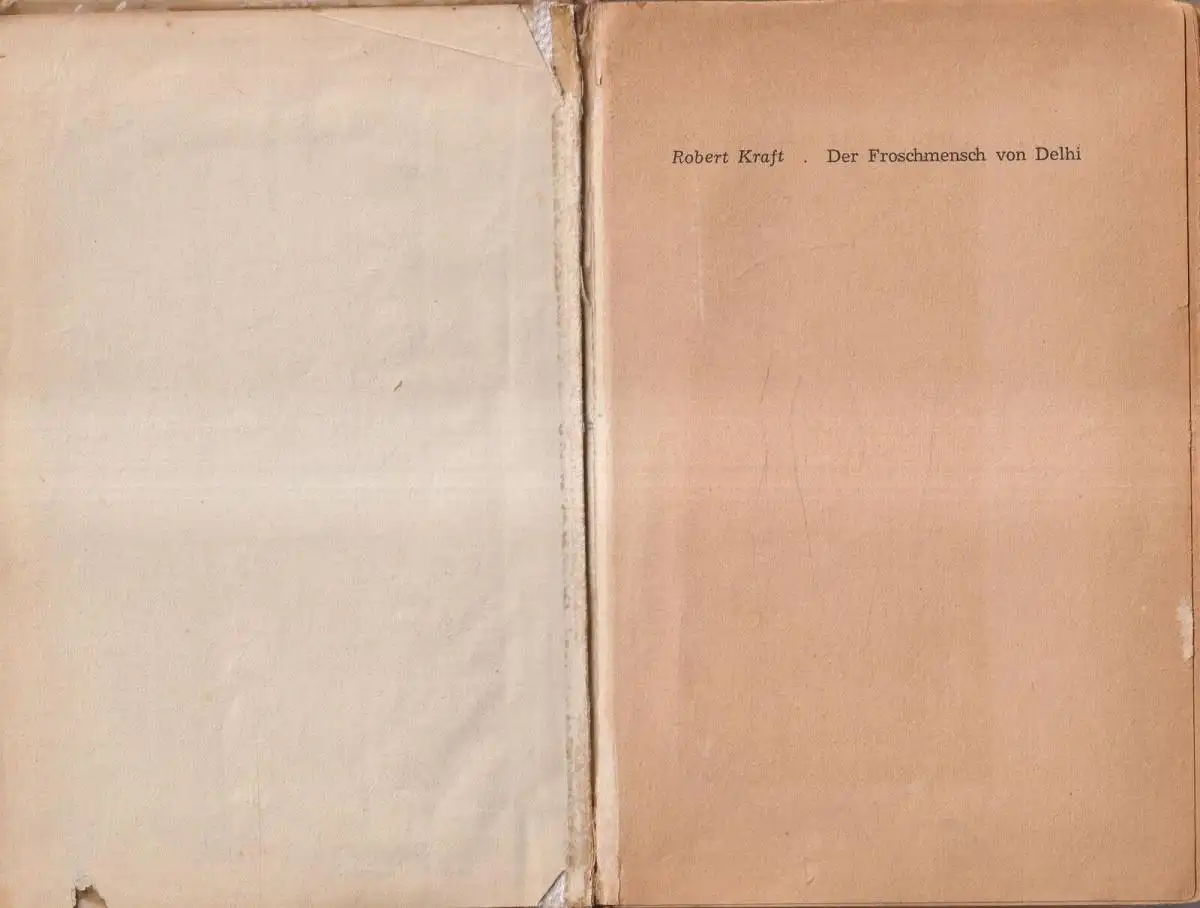 Robert Kraft . Der Froschmensch von Delhi